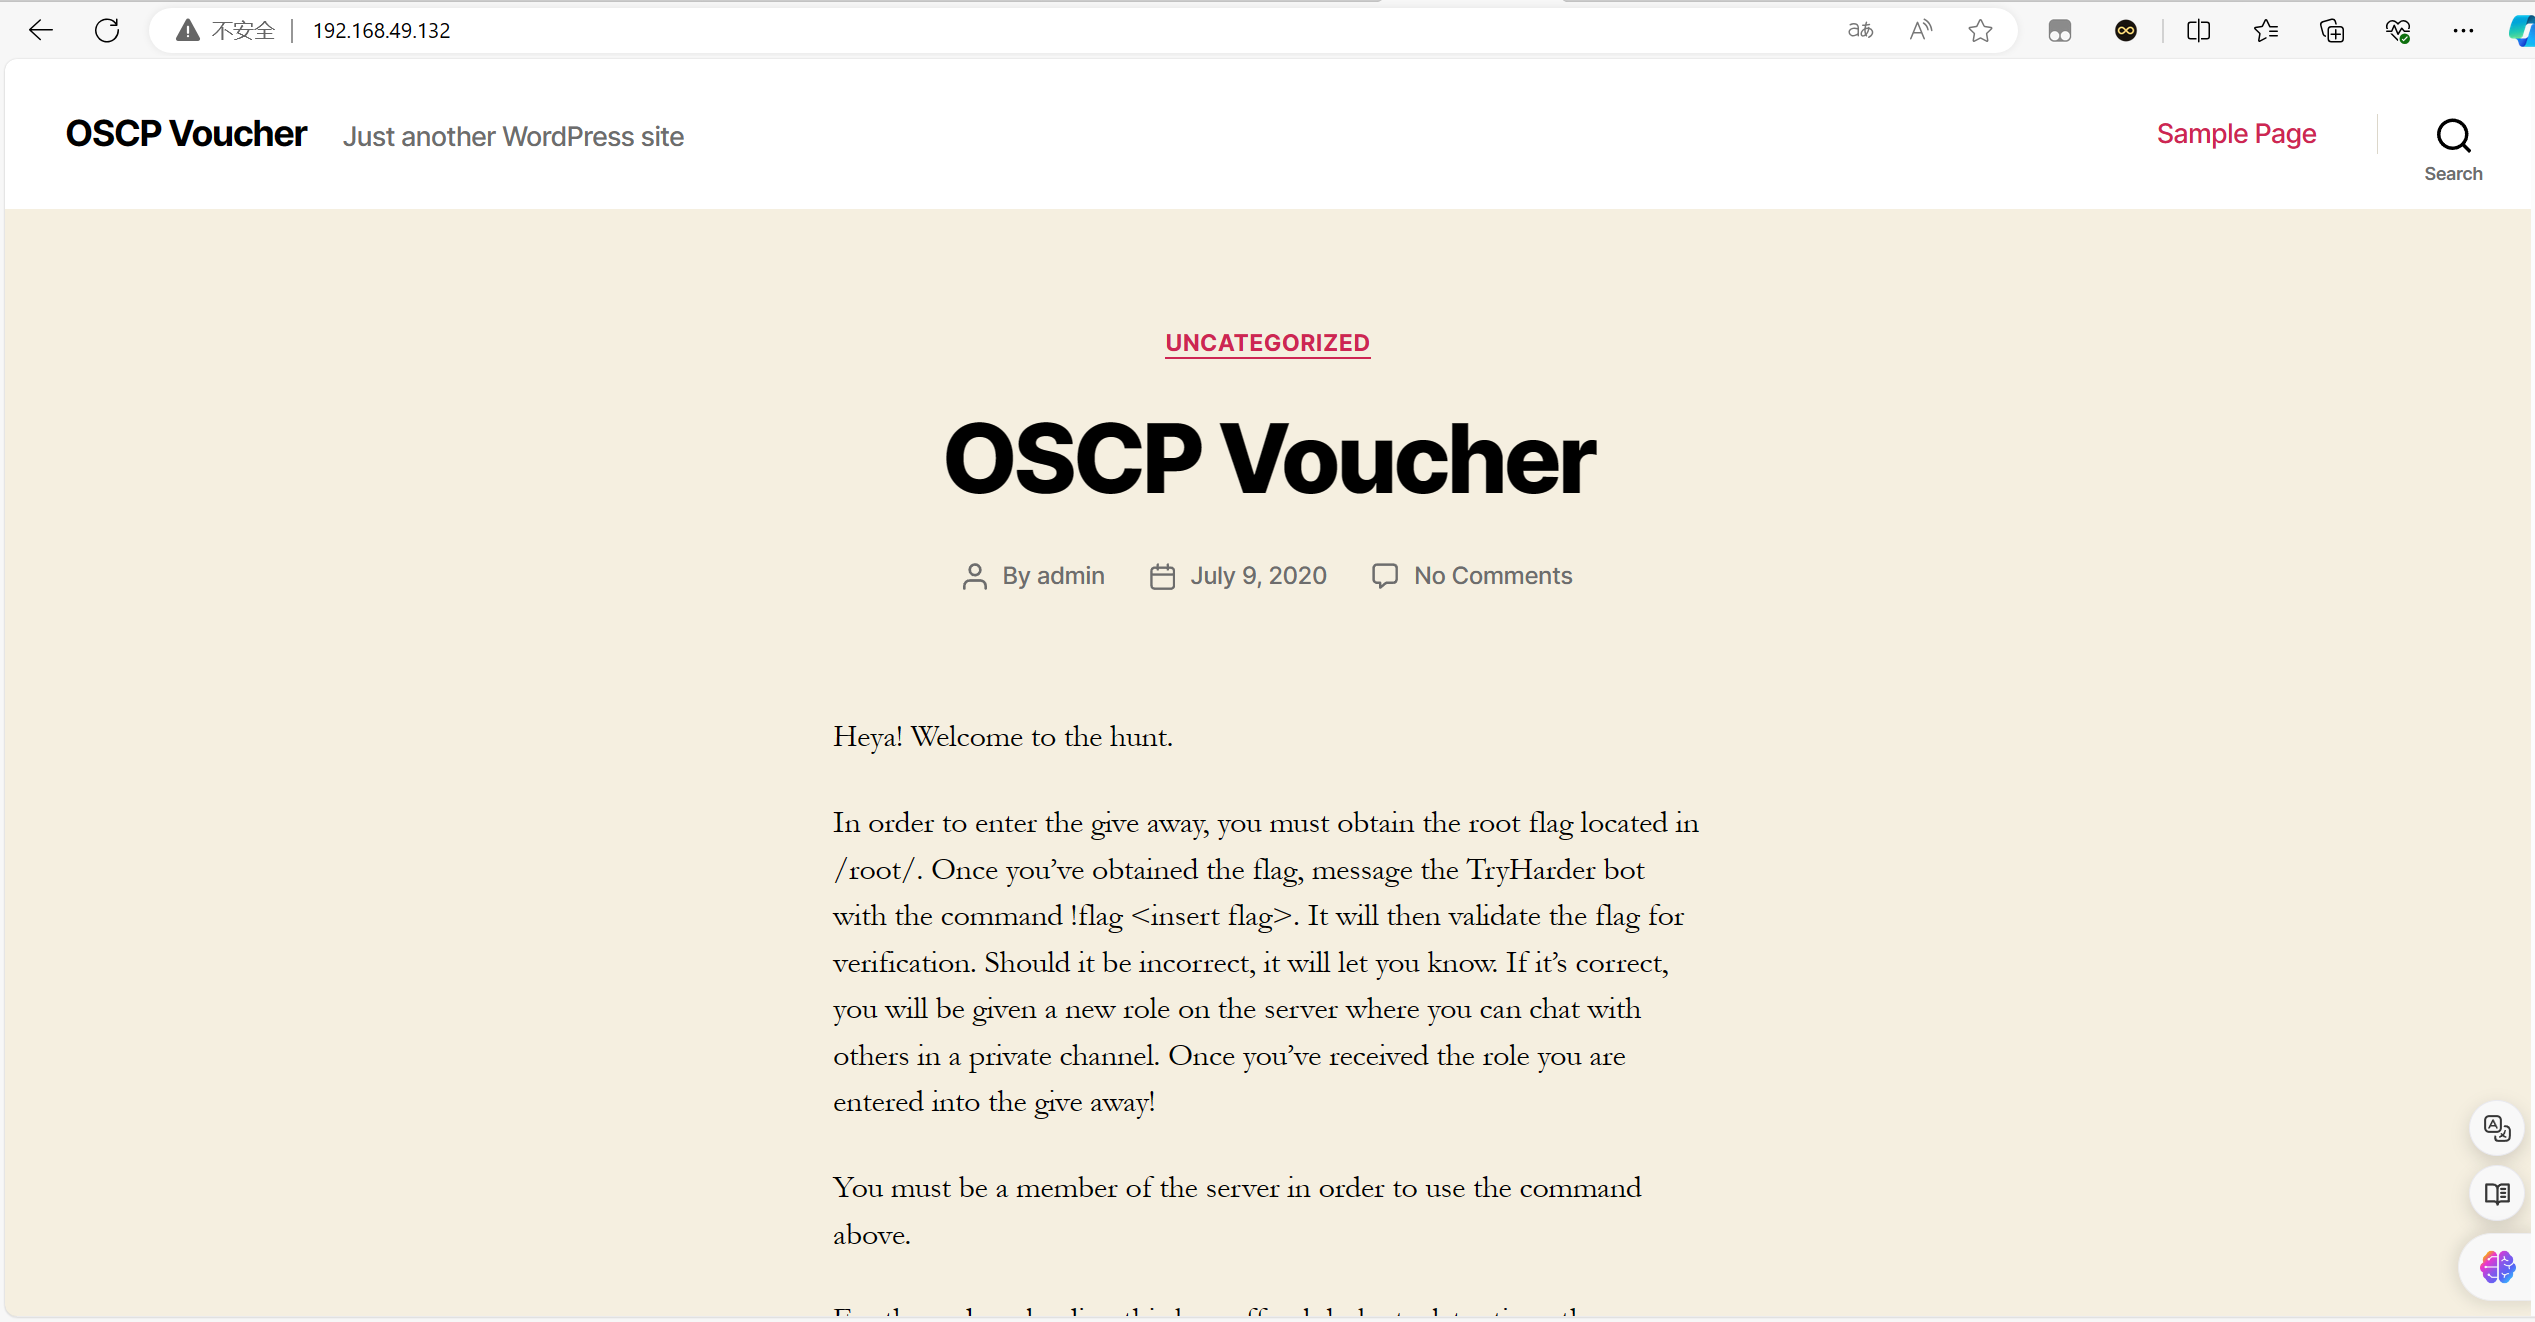 不安全 | 192.168.49.132
OSCP Voucher Just another WordPress site Sample Page
Search
UNCATEGORIZED
OSCP Voucher
By admin July 9, 2020 No Comments
Heya! Welcome to the hunt.
In order to enter the give away, you must obtain the root flag located in
/root/. Once you’ve obtained the flag, message the TryHarder bot
with the command !flag <insert flag>. It will then validate the flag for
verification. Should it be incorrect, it will let you know. If it’s correct,
you will be given a new role on the server where you can chat with
others in a private channel. Once you’ve received the role you are
entered into the give away!
You must be a member of the server in order to use the command
above.